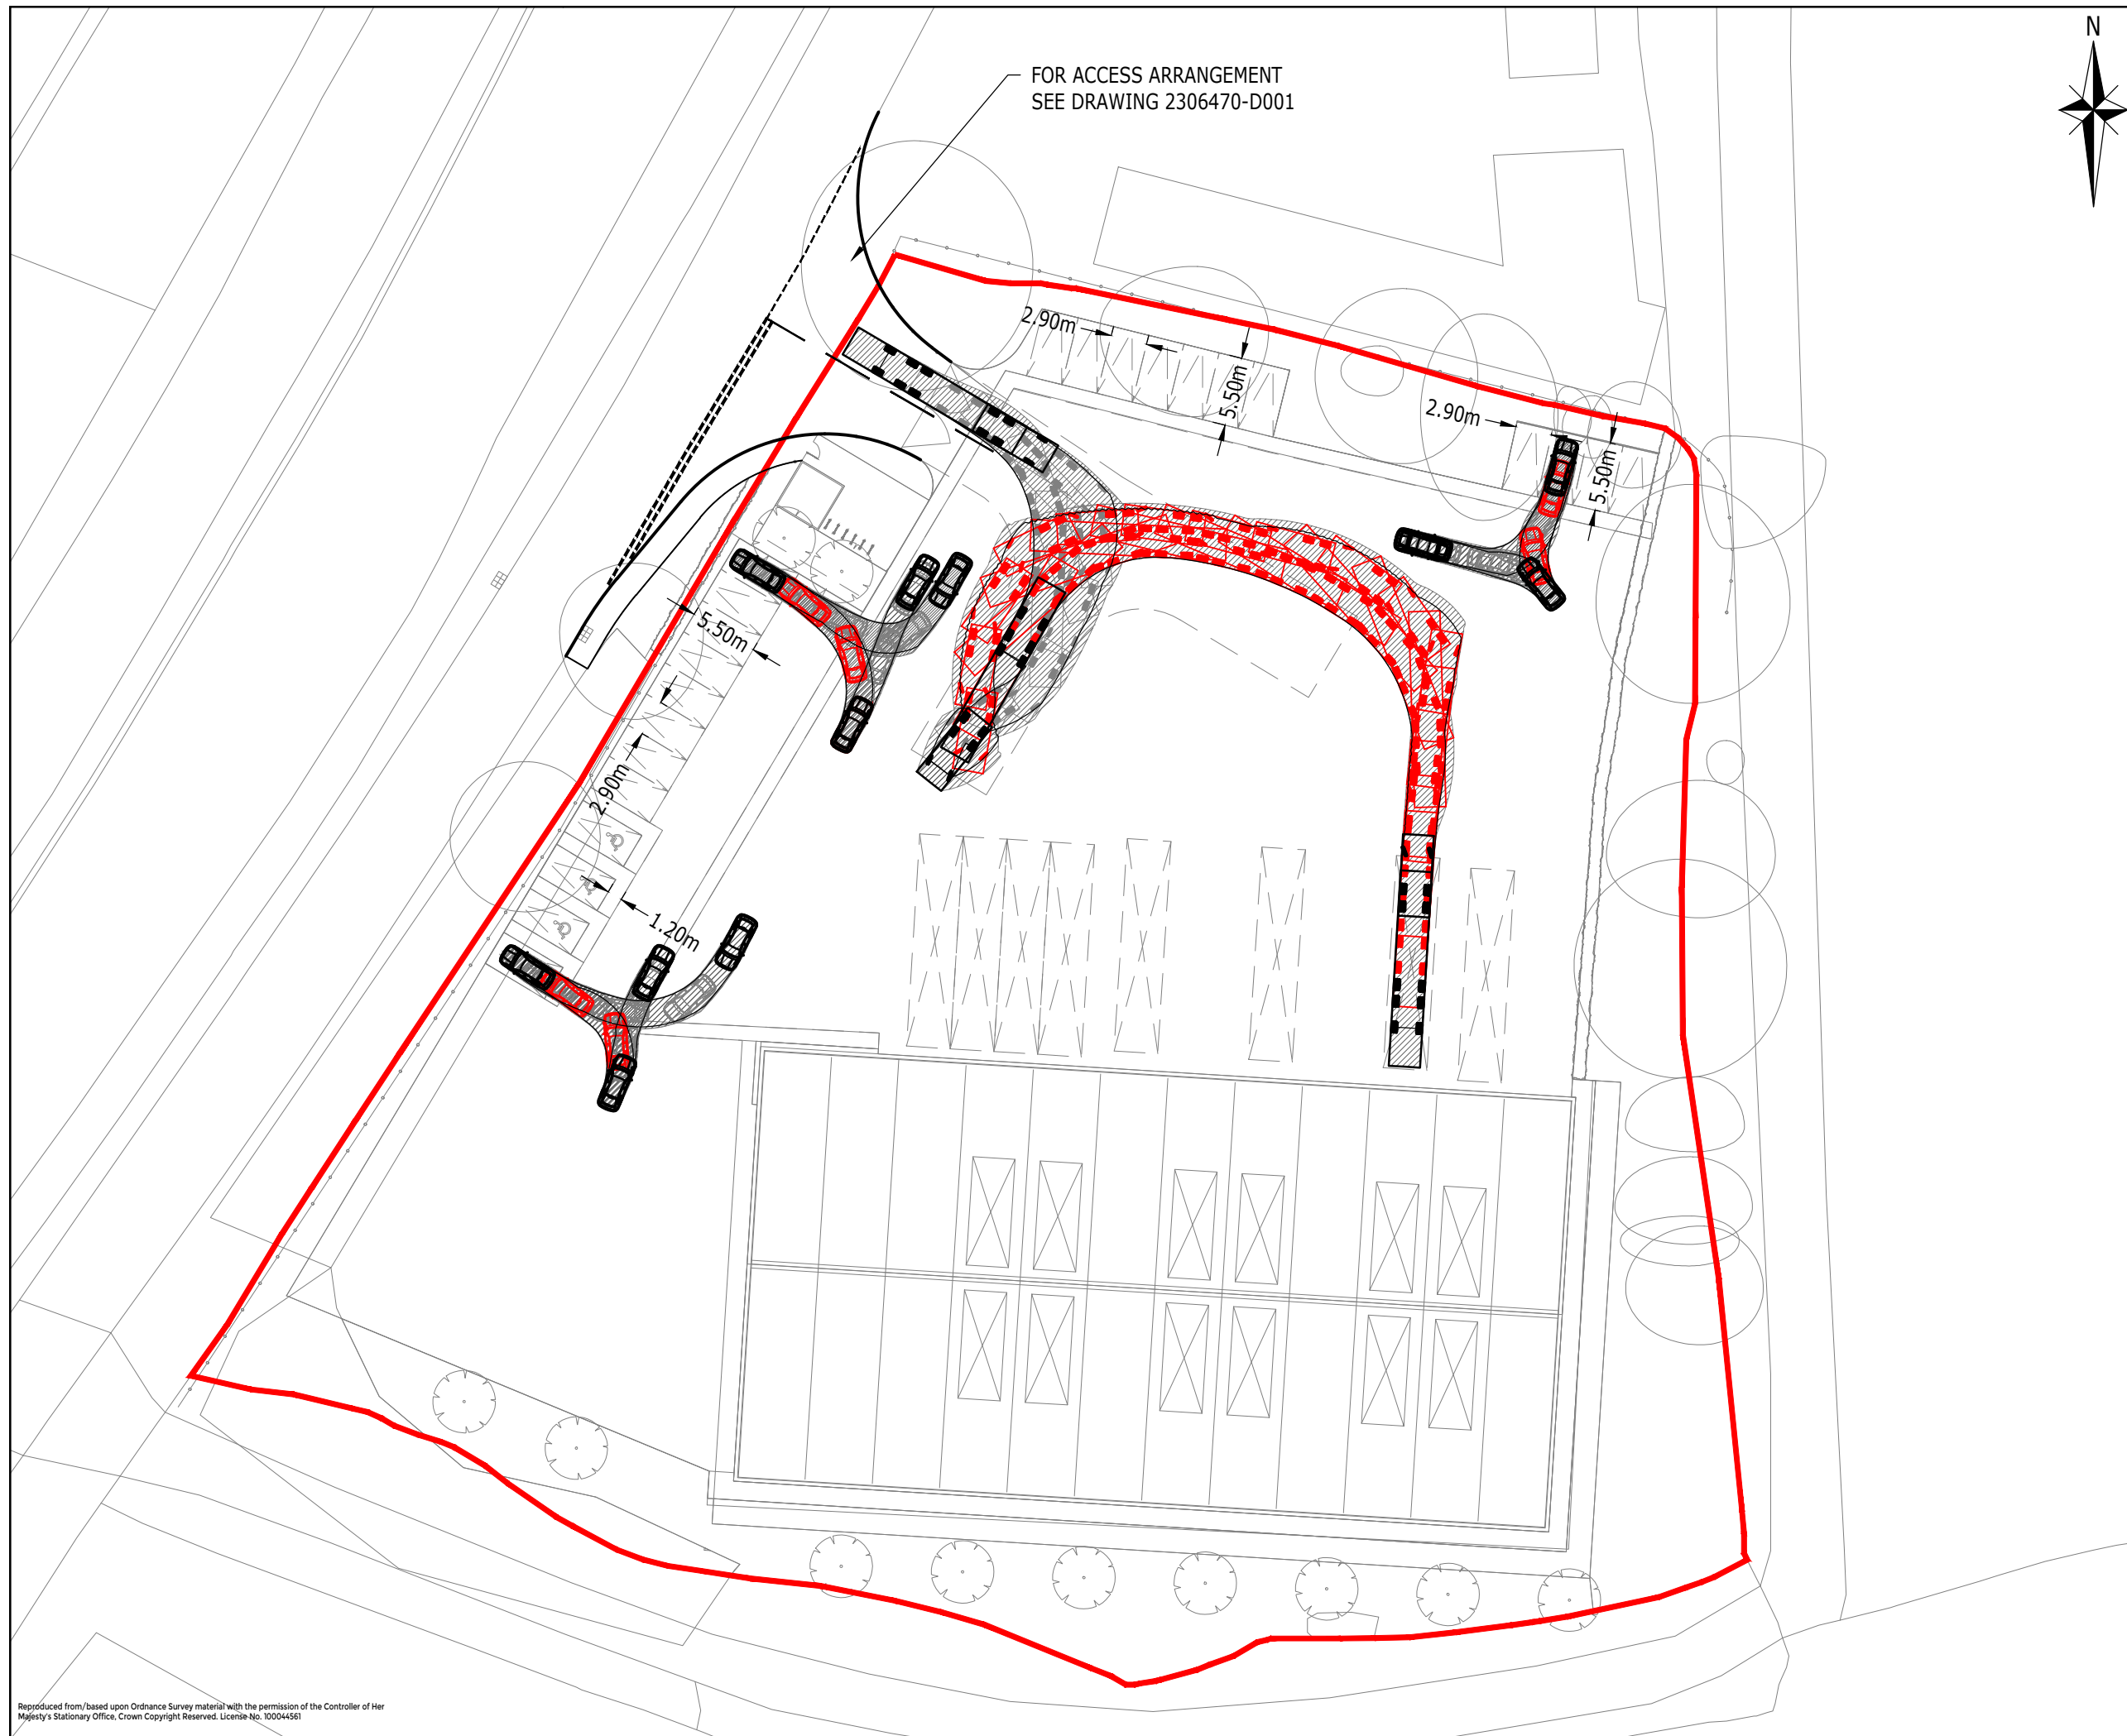 N
FOR ACCESS ARRANGEMENT
SEE DRAWING 2306470-D001
2.90m
5.50m
2.90m
5.50m
5.50m
2.90m
1.20m
Reproduced from/based upon Ordnance Survey material with the permission of the Controller of Her
Majesty's Stationary Office, Crown Copyright Reserved. License No. 100044561